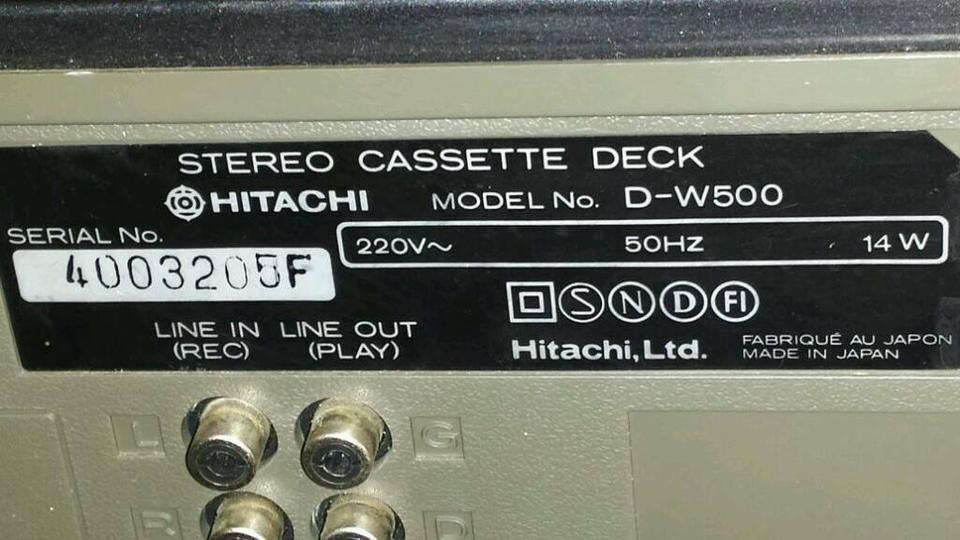 STEREO CASSETTE DECK
HITACHI MODEL No. D-W500
SERIAL No.
4003205F
220V~ 50HZ 14 W
S N D FI
LINE IN LINE OUT
(REC) (PLAY)
Hitachi, Ltd.
FABRIQUÉ AU JAPON
MADE IN JAPAN
L G
R D